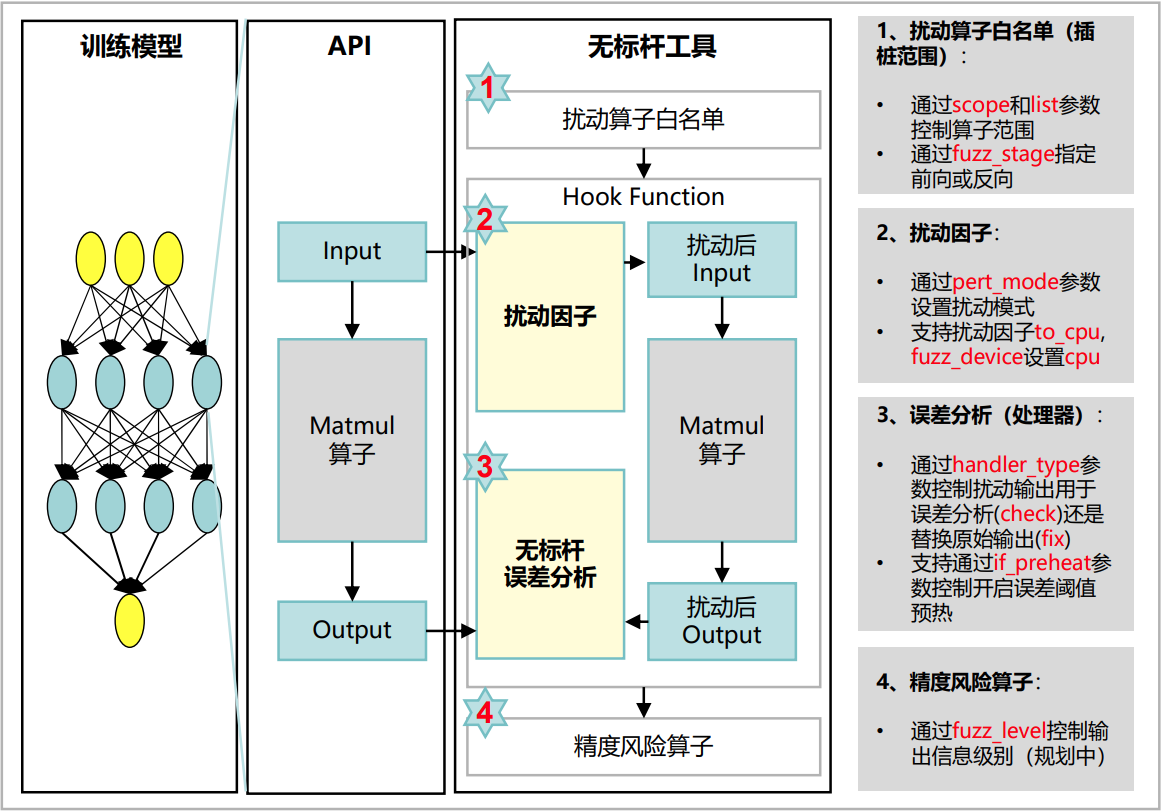 训练模型
API
无标杆工具
1
扰动算子白名单
Hook Function
2
Input
扰动因子
扰动后
Input
Matmul
算子
Matmul
算子
3
无标杆
误差分析
Output
扰动后
Output
4
精度风险算子
1、扰动算子白名单（插
桩范围）:
• 通过scope和list参数
控制算子范围
• 通过fuzz_stage指定
前向或反向
2、扰动因子:
• 通过pert_mode参数
设置扰动模式
• 支持扰动因子to_cpu,
fuzz_device设置cpu
3、误差分析（处理器）:
• 通过handler_type参
数控制扰动输出用于
误差分析(check)还是
替换原始输出(fix)
• 支持通过if_preheat参
数控制开启误差阈值
预热
4、精度风险算子:
• 通过fuzz_level控制输
出信息级别（规划中）